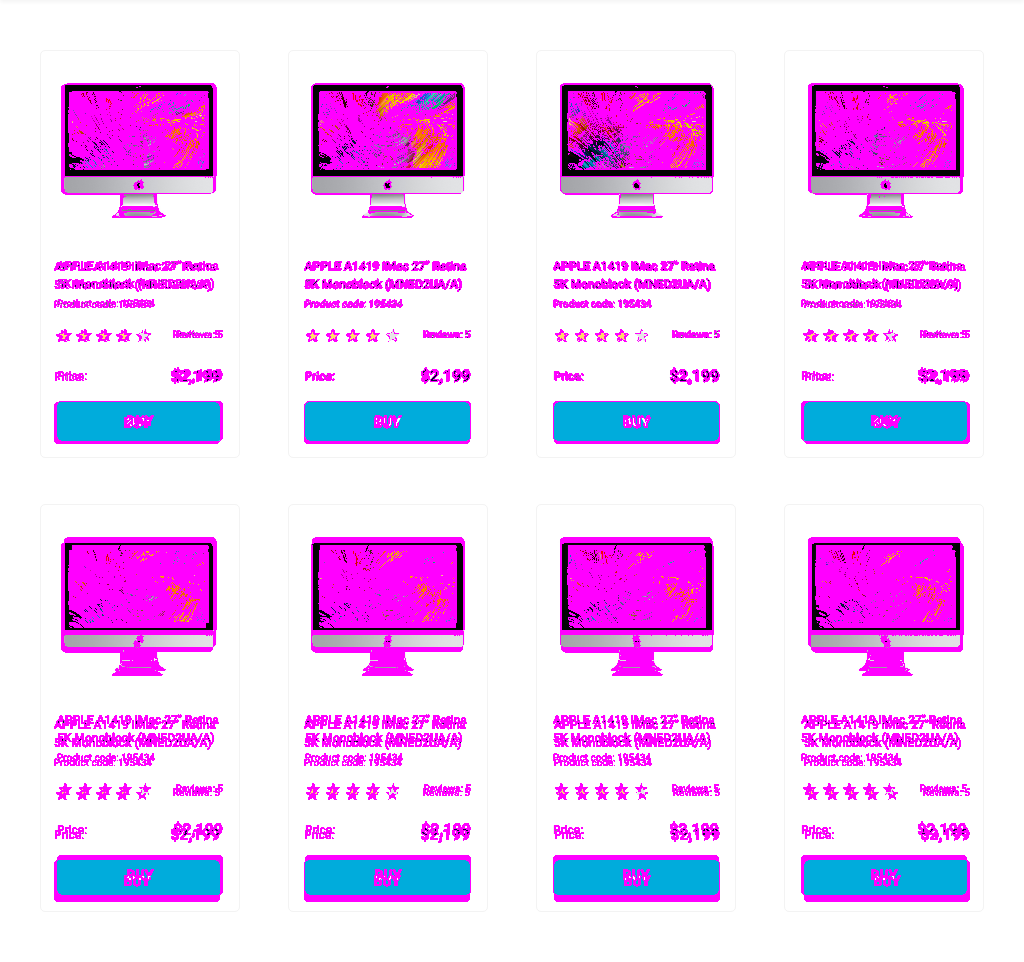 APPLE A1419 iMac 27" Retina
5K Monoblock (MNED2UA/A)
Product code: 195434
Reviews: 5
Price: $2,199
BUY
APPLE A1419 iMac 27" Retina
5K Monoblock (MNED2UA/A)
Product code: 195434
Reviews: 5
Price: $2,199
BUY
APPLE A1419 iMac 27" Retina
5K Monoblock (MNED2UA/A)
Product code: 195434
Reviews: 5
Price: $2,199
BUY
APPLE A1419 iMac 27" Retina
5K Monoblock (MNED2UA/A)
Product code: 195434
Reviews: 5
Price: $2,199
BUY
APPLE A1419 iMac 27" Retina
5K Monoblock (MNED2UA/A)
Product code: 195434
Reviews: 5
Price: $2,199
BUY
APPLE A1419 iMac 27" Retina
5K Monoblock (MNED2UA/A)
Product code: 195434
Reviews: 5
Price: $2,199
BUY
APPLE A1419 iMac 27" Retina
5K Monoblock (MNED2UA/A)
Product code: 195434
Reviews: 5
Price: $2,199
BUY
APPLE A1419 iMac 27" Retina
5K Monoblock (MNED2UA/A)
Product code: 195434
Reviews: 5
Price: $2,199
BUY